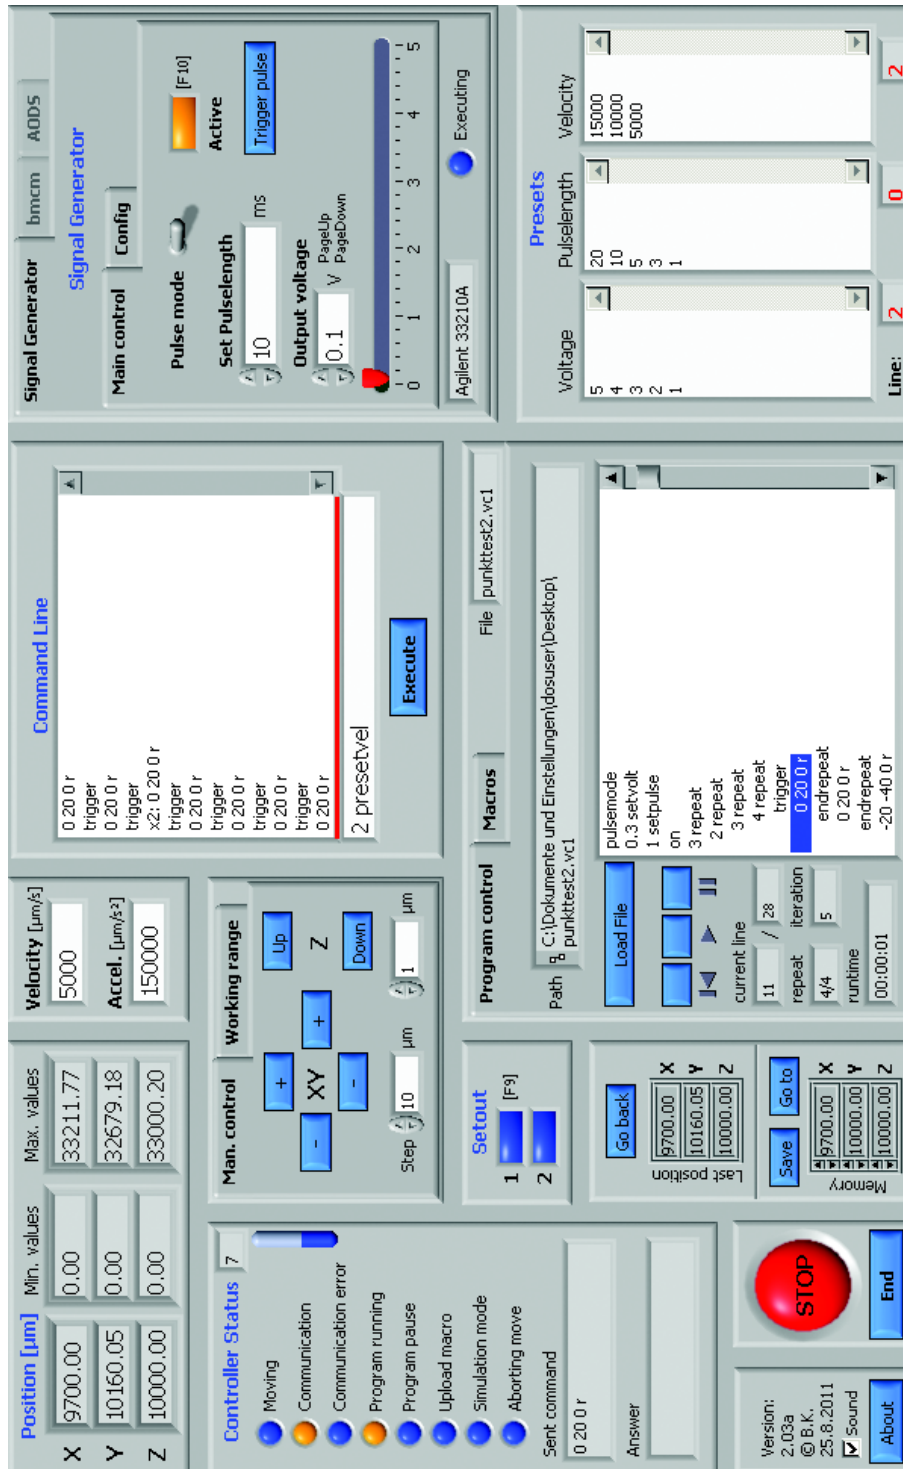 Position [µm]
Min. values
Max. values
X
9700.00
0.00
33211.77
Y
10160.05
0.00
32679.18
Z
10000.00
0.00
33000.20
Velocity [µm/s]
5000
Accel. [µm/s²]
150000
Controller Status
7
Moving
Communication
Communication error
Program running
Program pause
Upload macro
Simulation mode
Aborting move
Sent command
0 20 0 r
Answer
Version:
2.03a
© B.K.
25.8.2011
Sound
About
STOP
End
Man. control
Working range
+
-
XY
+
-
Up
Z
Down
Step
10
µm
1
µm
Setout
1
[F9]
2
Go back
Last position
9700.00
X
10160.05
Y
10000.00
Z
Save
Go to
Memory
9700.00
X
10000.00
Y
10000.00
Z
Command Line
0 20 0 r
trigger
0 20 0 r
trigger
x2: 0 20 0 r
trigger
0 20 0 r
trigger
0 20 0 r
trigger
0 20 0 r
trigger
0 20 0 r
2 presetvel
Execute
Program control
Macros
File
punkttest2.vc1
Path
C:\Dokumente und Einstellungen\dosuser\Desktop\
punkttest2.vc1
Load File
current line
11
/
28
repeat
iteration
4/4
5
runtime
00:00:01
pulsemode
0.3 setvolt
1 setpulse
on
3 repeat
2 repeat
3 repeat
4 repeat
trigger
0 20 0 r
endrepeat
0 20 0 r
endrepeat
-20 -40 0 r
Signal Generator
bmcm
AODS
Signal Generator
Main control
Config
Pulse mode
[F10]
Active
Set Pulselength
10
ms
Trigger pulse
Output voltage
0.1
V
PageUp
PageDown
0
1
2
3
4
5
Agilent 33210A
Executing
Presets
Voltage
Pulselength
Velocity
5
4
3
2
1
20
10
5
3
1
15000
10000
5000
Line:
2
0
2